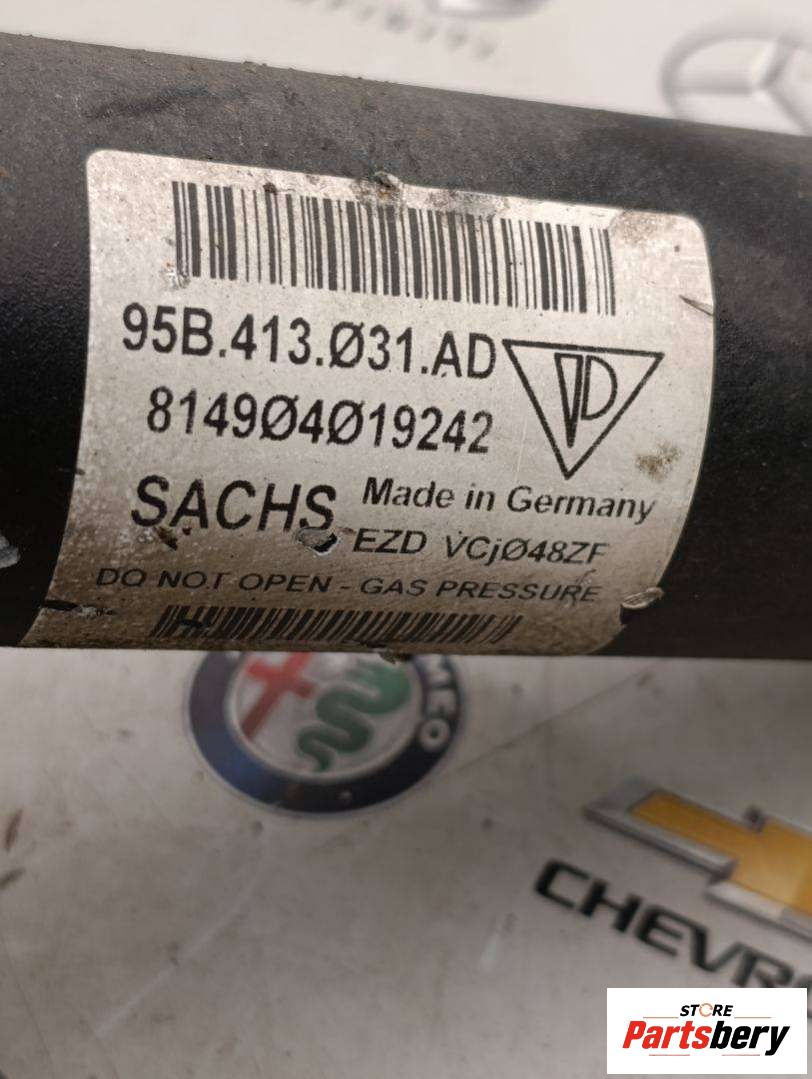 95B.413.Ø31.AD
8149Ø4Ø19242
SACHS Made in Germany
EZD VCjØ48ZF
DO NOT OPEN - GAS PRESSURE
MEO
CHEVR
STORE
Partsbery